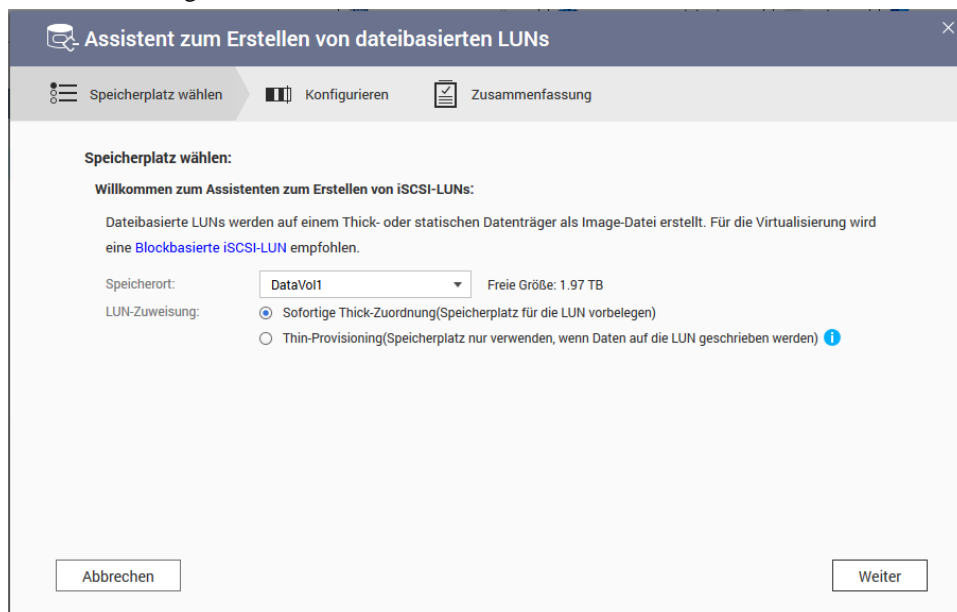 Assistent zum Erstellen von dateibasierten LUNs
Speicherplatz wählen
Konfigurieren
Zusammenfassung
Speicherplatz wählen:
Willkommen zum Assistenten zum Erstellen von iSCSI-LUNs:
Dateibasierte LUNs werden auf einem Thick- oder statischen Datenträger als Image-Datei erstellt. Für die Virtualisierung wird
eine Blockbasierte iSCSI-LUN empfohlen.
Speicherort: DataVol1 Freie Größe: 1.97 TB
LUN-Zuweisung: Sofortige Thick-Zuordnung(Speicherplatz für die LUN vorbelegen)
Thin-Provisioning(Speicherplatz nur verwenden, wenn Daten auf die LUN geschrieben werden)
Abbrechen
Weiter